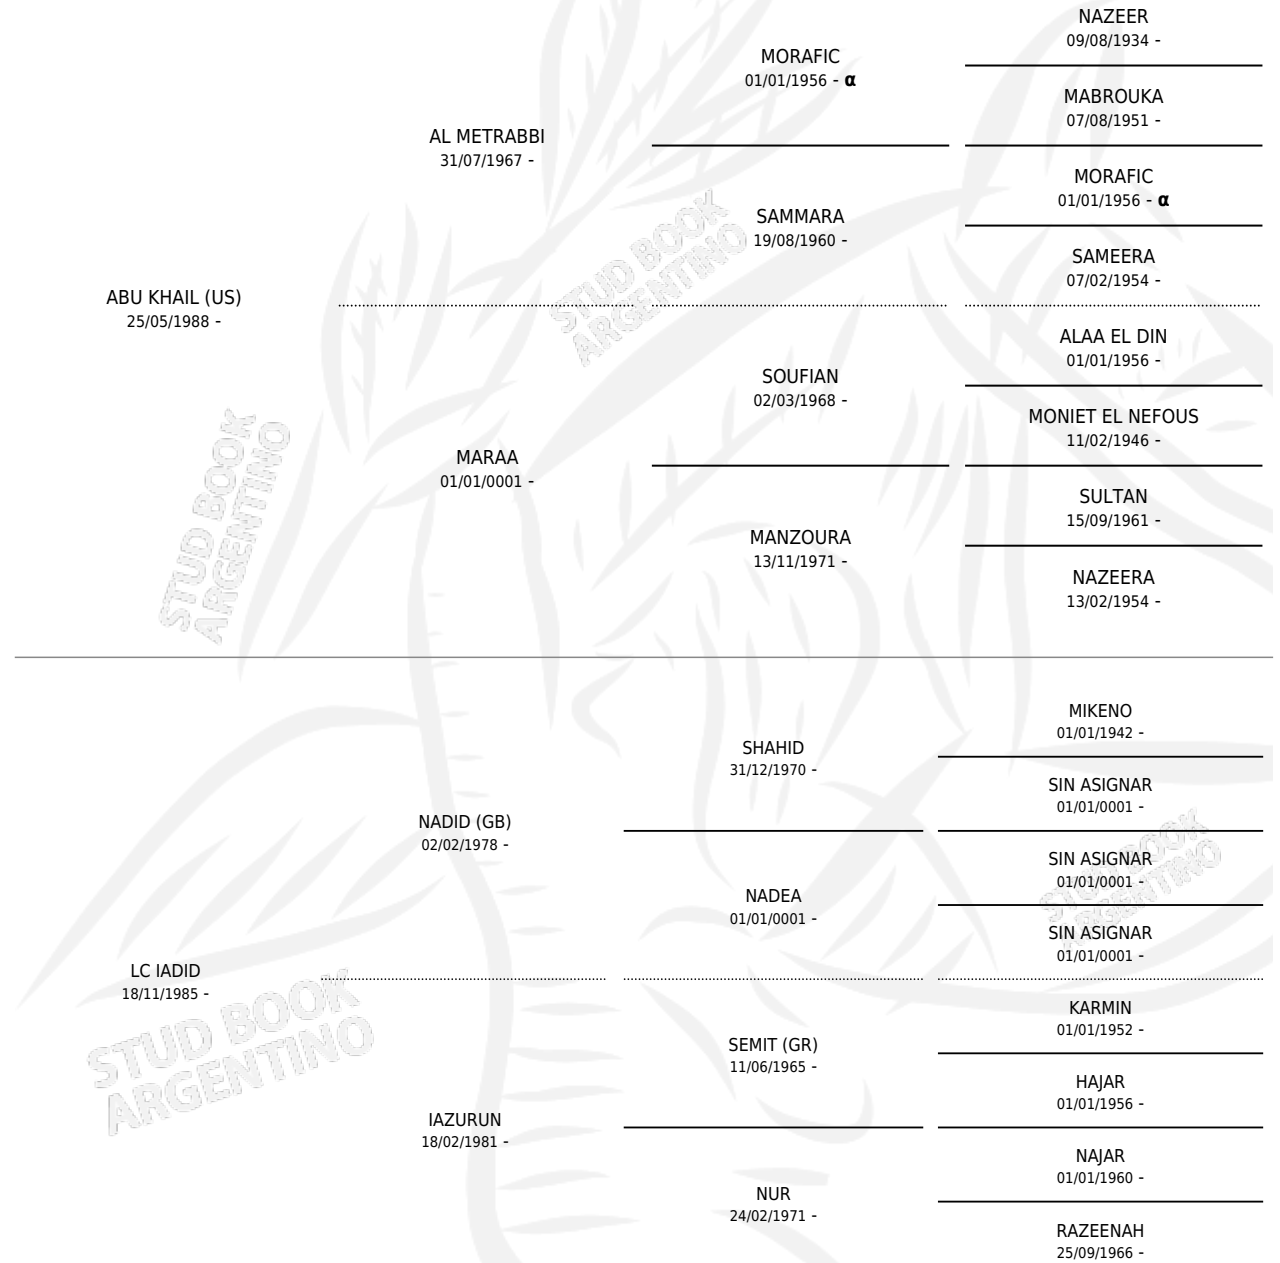 NAZEER
09/08/1934 -
MORAFIC
01/01/1956 - α
MABROUKA
07/08/1951 -
AL METRABBI
31/07/1967 -
MORAFIC
01/01/1956 - α
SAMMARA
19/08/1960 -
SAMEERA
07/02/1954 -
ABU KHAIL (US)
25/05/1988 -
ALAA EL DIN
01/01/1956 -
SOUFIAN
02/03/1968 -
MONIET EL NEFOUS
11/02/1946 -
MARAA
01/01/0001 -
SULTAN
15/09/1961 -
MANZOURA
13/11/1971 -
NAZEERA
13/02/1954 -
MIKENO
01/01/1942 -
SHAHID
31/12/1970 -
SIN ASIGNAR
01/01/0001 -
NADID (GB)
02/02/1978 -
SIN ASIGNAR
01/01/0001 -
NADEA
01/01/0001 -
SIN ASIGNAR
01/01/0001 -
LC IADID
18/11/1985 -
KARMIN
01/01/1952 -
SEMIT (GR)
11/06/1965 -
HAJAR
01/01/1956 -
IAZURUN
18/02/1981 -
NAJAR
01/01/1960 -
NUR
24/02/1971 -
RAZEENAH
25/09/1966 -
STUD BOOK
ARGENTINO
STUD BOOK
ARGENTINO
STUD BOOK
ARGENTINO
STUD BOOK
ARGENTINO